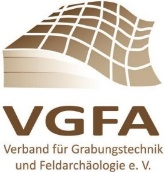 VGFA
Verband für Grabungstechnik
und Feldarchäologie e. V.